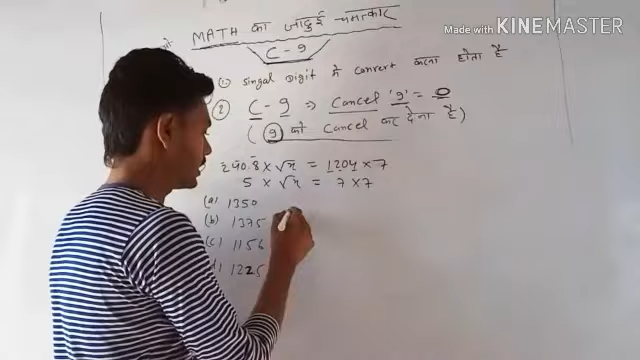 Made with KINEMASTER
MATH का जादुई चमत्कार
C-9
① Singal Digit में convert करना होता है
② C-9 ⇒ Cancel '9' = 0
(9 को Cancel कर देना है)
240.8 × √x = 1204 × 7
5 × √x = 7 × 7
(a) 1350
(b) 1375
(c) 1156
(d) 1225